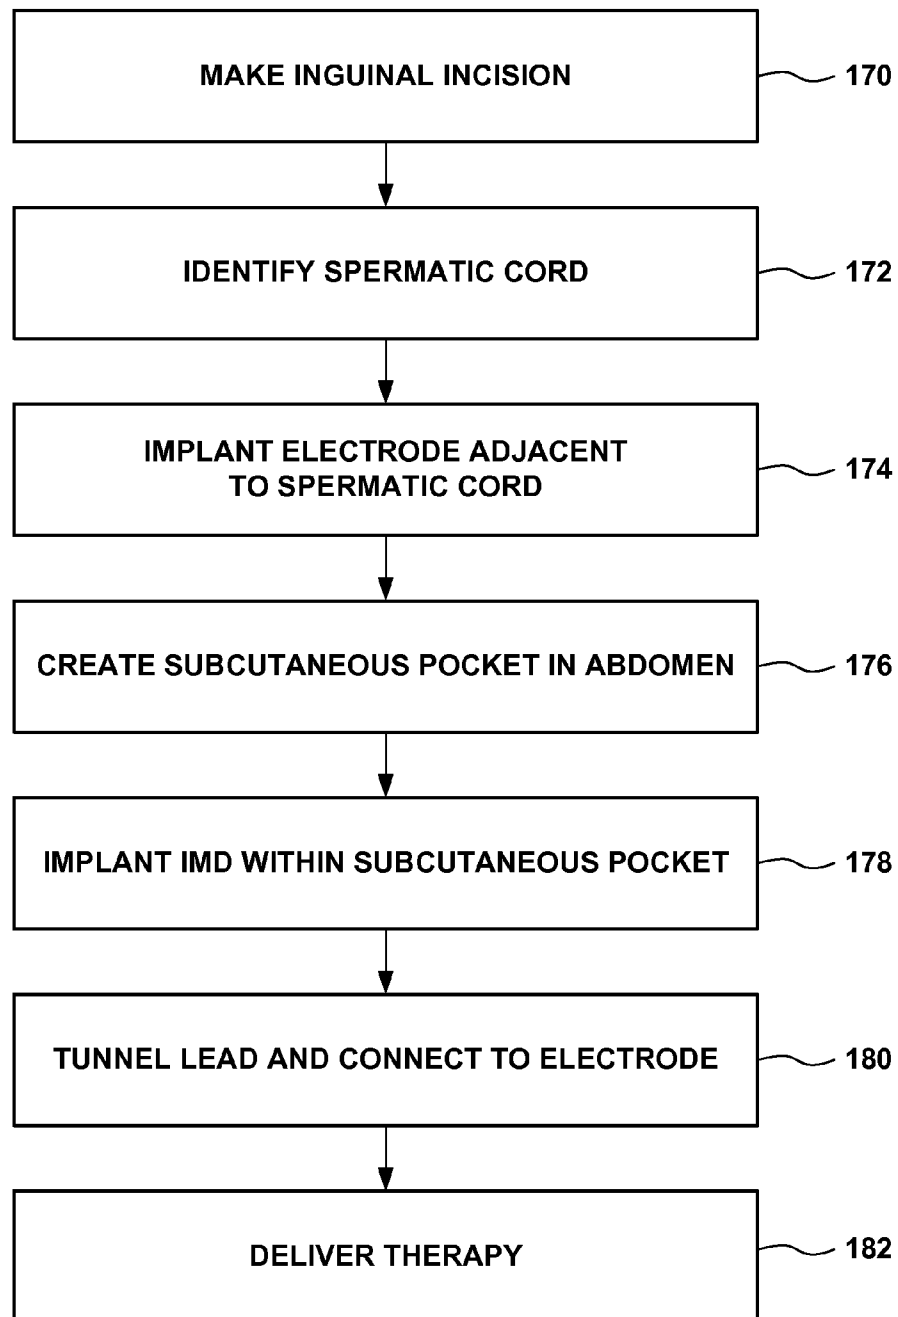 MAKE INGUINAL INCISION
170
IDENTIFY SPERMATIC CORD
172
IMPLANT ELECTRODE ADJACENT
TO SPERMATIC CORD
174
CREATE SUBCUTANEOUS POCKET IN ABDOMEN
176
IMPLANT IMD WITHIN SUBCUTANEOUS POCKET
178
TUNNEL LEAD AND CONNECT TO ELECTRODE
180
DELIVER THERAPY
182